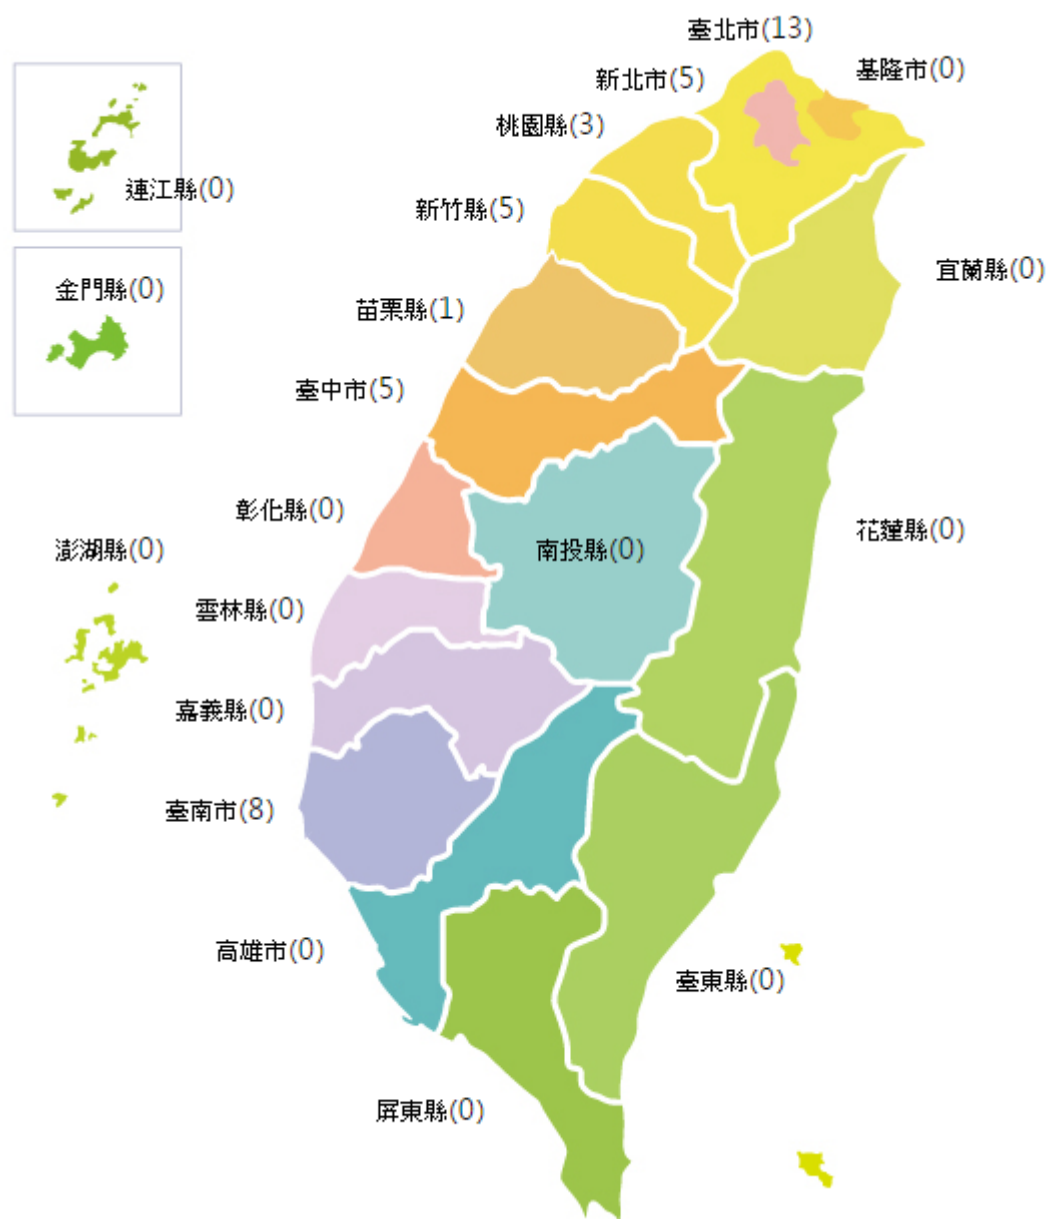 臺北市(13)
基隆市(0)
新北市(5)
桃園縣(3)
連江縣(0)
新竹縣(5)
宜蘭縣(0)
金門縣(0)
苗栗縣(1)
臺中市(5)
彰化縣(0)
花蓮縣(0)
澎湖縣(0)
南投縣(0)
雲林縣(0)
嘉義縣(0)
臺南市(8)
高雄市(0)
臺東縣(0)
屏東縣(0)